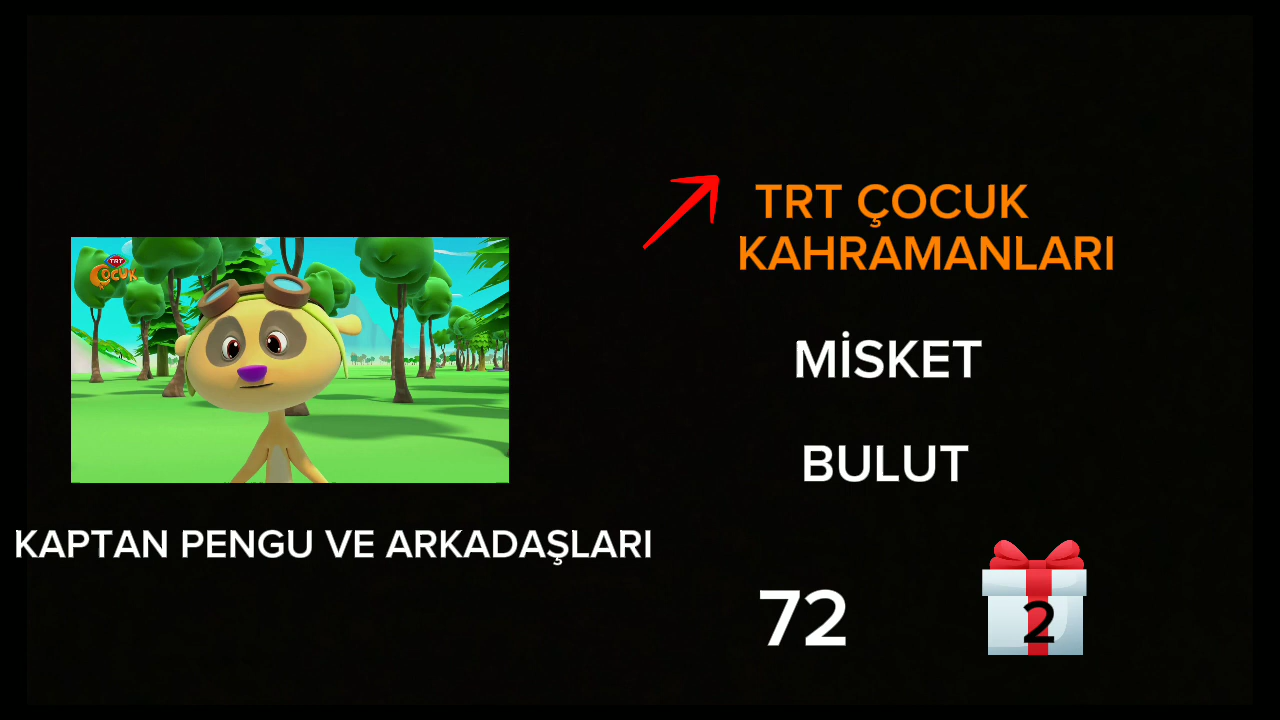 TRT ÇOCUK
KAHRAMANLARI
TRT
ÇOCUK
MİSKET
BULUT
KAPTAN PENGU VE ARKADAŞLARI
72
2